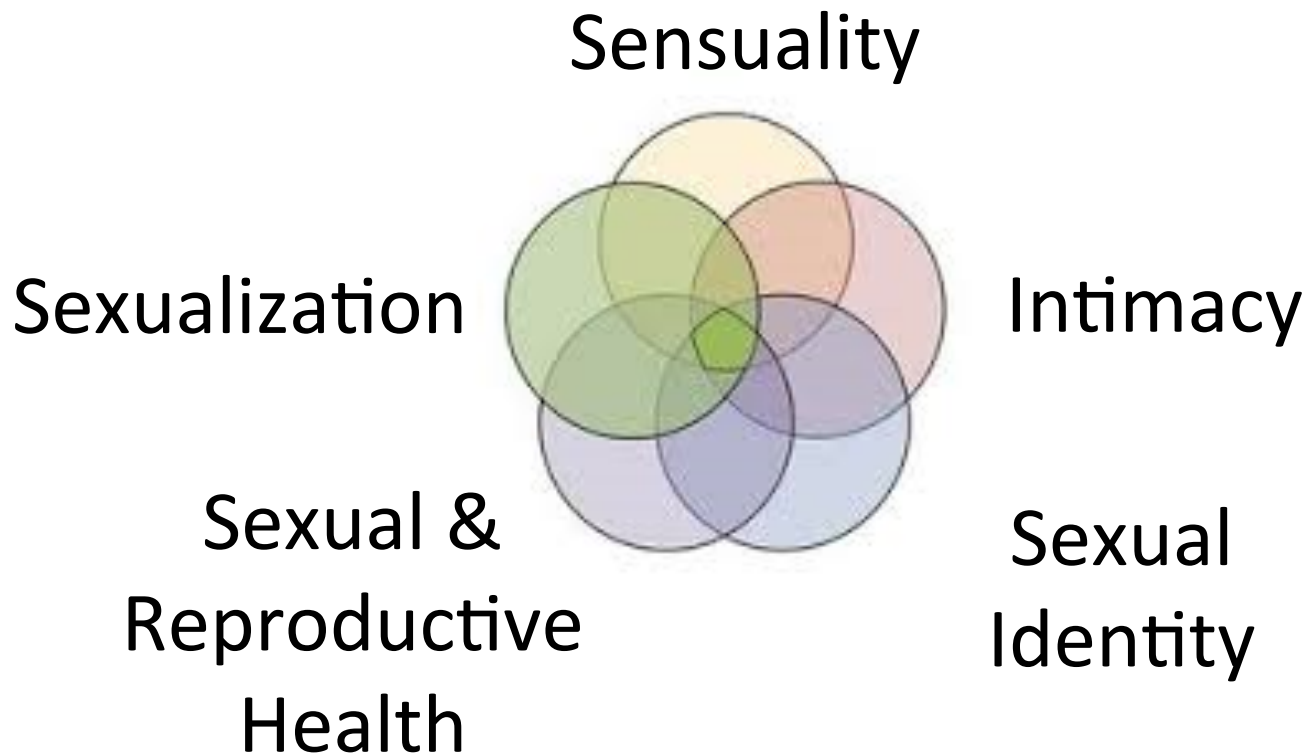 Sensuality
Sexualization
Intimacy
Sexual &
Reproductive
Health
Sexual
Identity